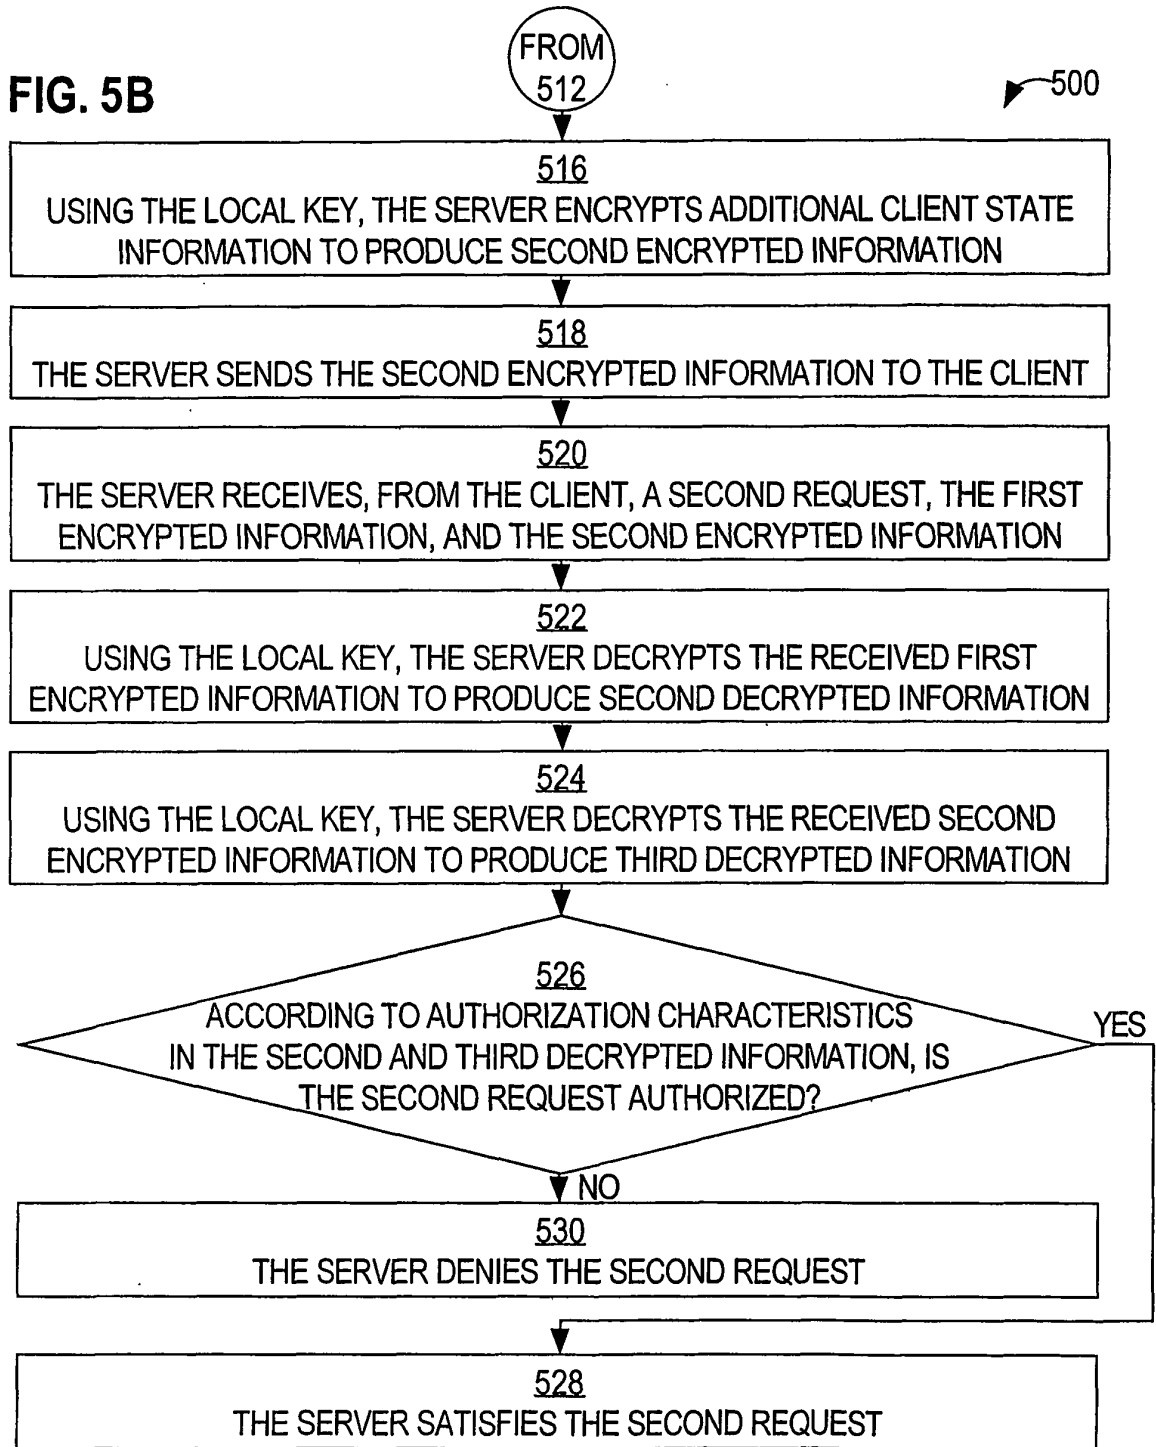 FROM
512
FIG. 5B
500
516
USING THE LOCAL KEY, THE SERVER ENCRYPTS ADDITIONAL CLIENT STATE
INFORMATION TO PRODUCE SECOND ENCRYPTED INFORMATION
518
THE SERVER SENDS THE SECOND ENCRYPTED INFORMATION TO THE CLIENT
520
THE SERVER RECEIVES, FROM THE CLIENT, A SECOND REQUEST, THE FIRST
ENCRYPTED INFORMATION, AND THE SECOND ENCRYPTED INFORMATION
522
USING THE LOCAL KEY, THE SERVER DECRYPTS THE RECEIVED FIRST
ENCRYPTED INFORMATION TO PRODUCE SECOND DECRYPTED INFORMATION
524
USING THE LOCAL KEY, THE SERVER DECRYPTS THE RECEIVED SECOND
ENCRYPTED INFORMATION TO PRODUCE THIRD DECRYPTED INFORMATION
526
ACCORDING TO AUTHORIZATION CHARACTERISTICS
IN THE SECOND AND THIRD DECRYPTED INFORMATION, IS
THE SECOND REQUEST AUTHORIZED?
YES
NO
530
THE SERVER DENIES THE SECOND REQUEST
528
THE SERVER SATISFIES THE SECOND REQUEST